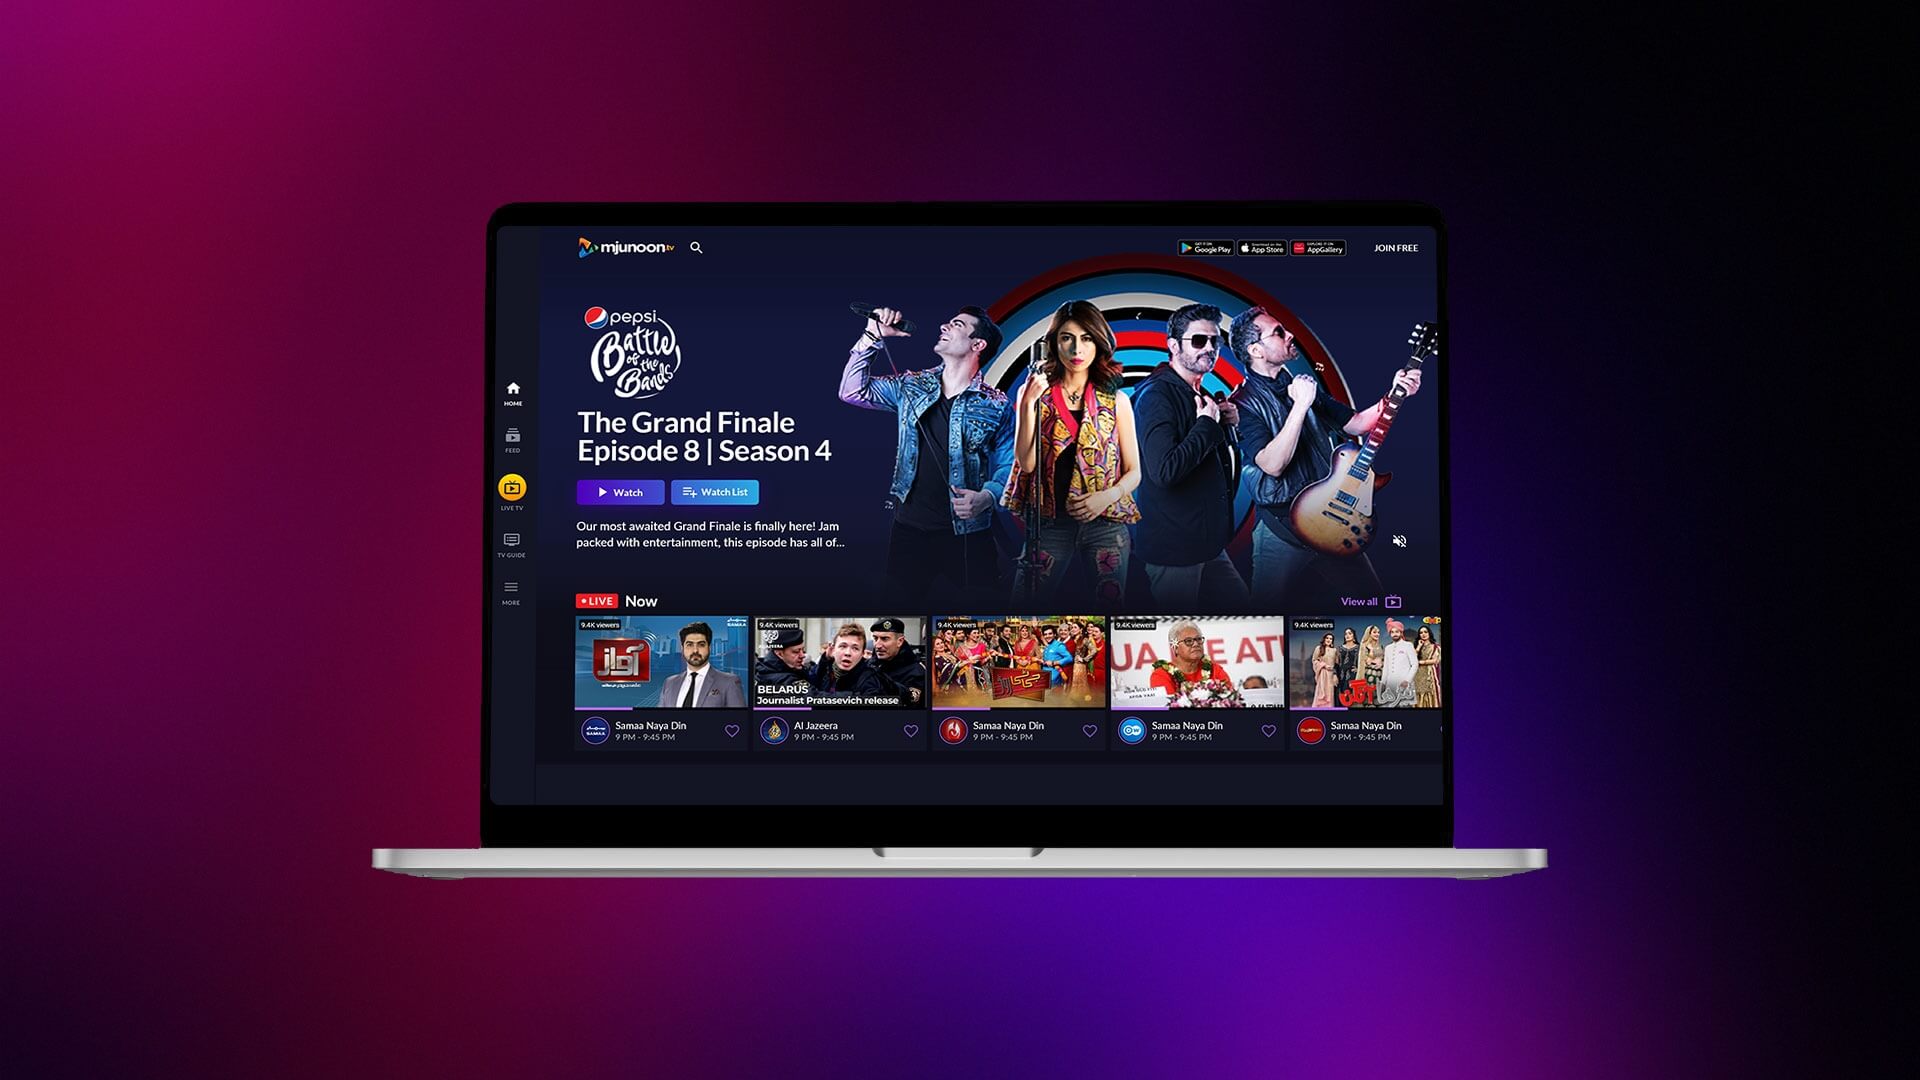 mjunoon.tv
GET IT ON
Google Play
Download on the
App Store
EXPLORE IT ON
AppGallery
JOIN FREE
HOME
FEED
LIVE TV
TV GUIDE
MORE
pepsi
Battle
of the
Bands
The Grand Finale
Episode 8 | Season 4
Watch
Watch List
Our most awaited Grand Finale is finally here! Jam
packed with entertainment, this episode has all of...
LIVE Now
View all
9.4K viewers
SAMAA
آواز
Samaa Naya Din
9 PM - 9:45 PM
9.4K viewers
ALJAZEERA
BELARUS
Journalist Pratasevich release
Al Jazeera
9 PM - 9:45 PM
9.4K viewers
Samaa Naya Din
9 PM - 9:45 PM
9.4K viewers
Samaa Naya Din
9 PM - 9:45 PM
9.4K viewers
Samaa Naya Din
9 PM - 9:45 PM